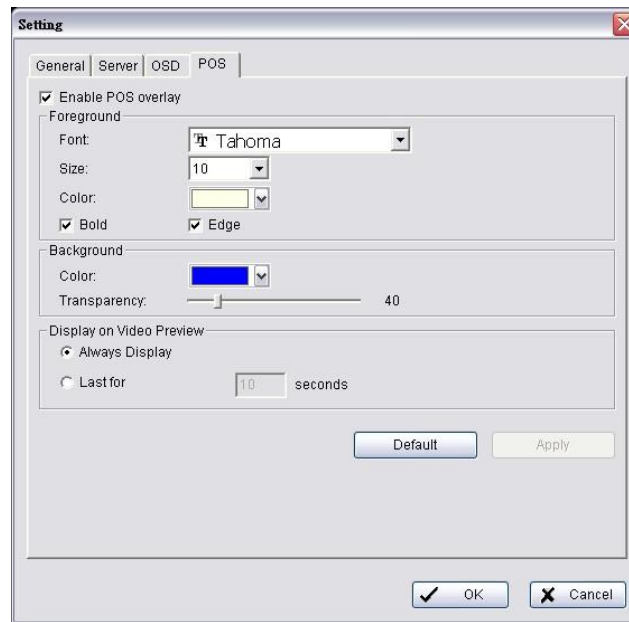 Setting
General Server OSD POS
Enable POS overlay
Foreground
Font: Tahoma
Size: 10
Color:
Bold Edge
Background
Color:
Transparency: 40
Display on Video Preview
Always Display
Last for 10 seconds
Default Apply
OK Cancel